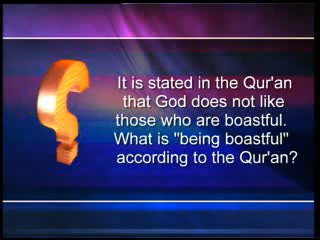 It is stated in the Qur'an
that God does not like
those who are boastful.
What is "being boastful"
according to the Qur'an?